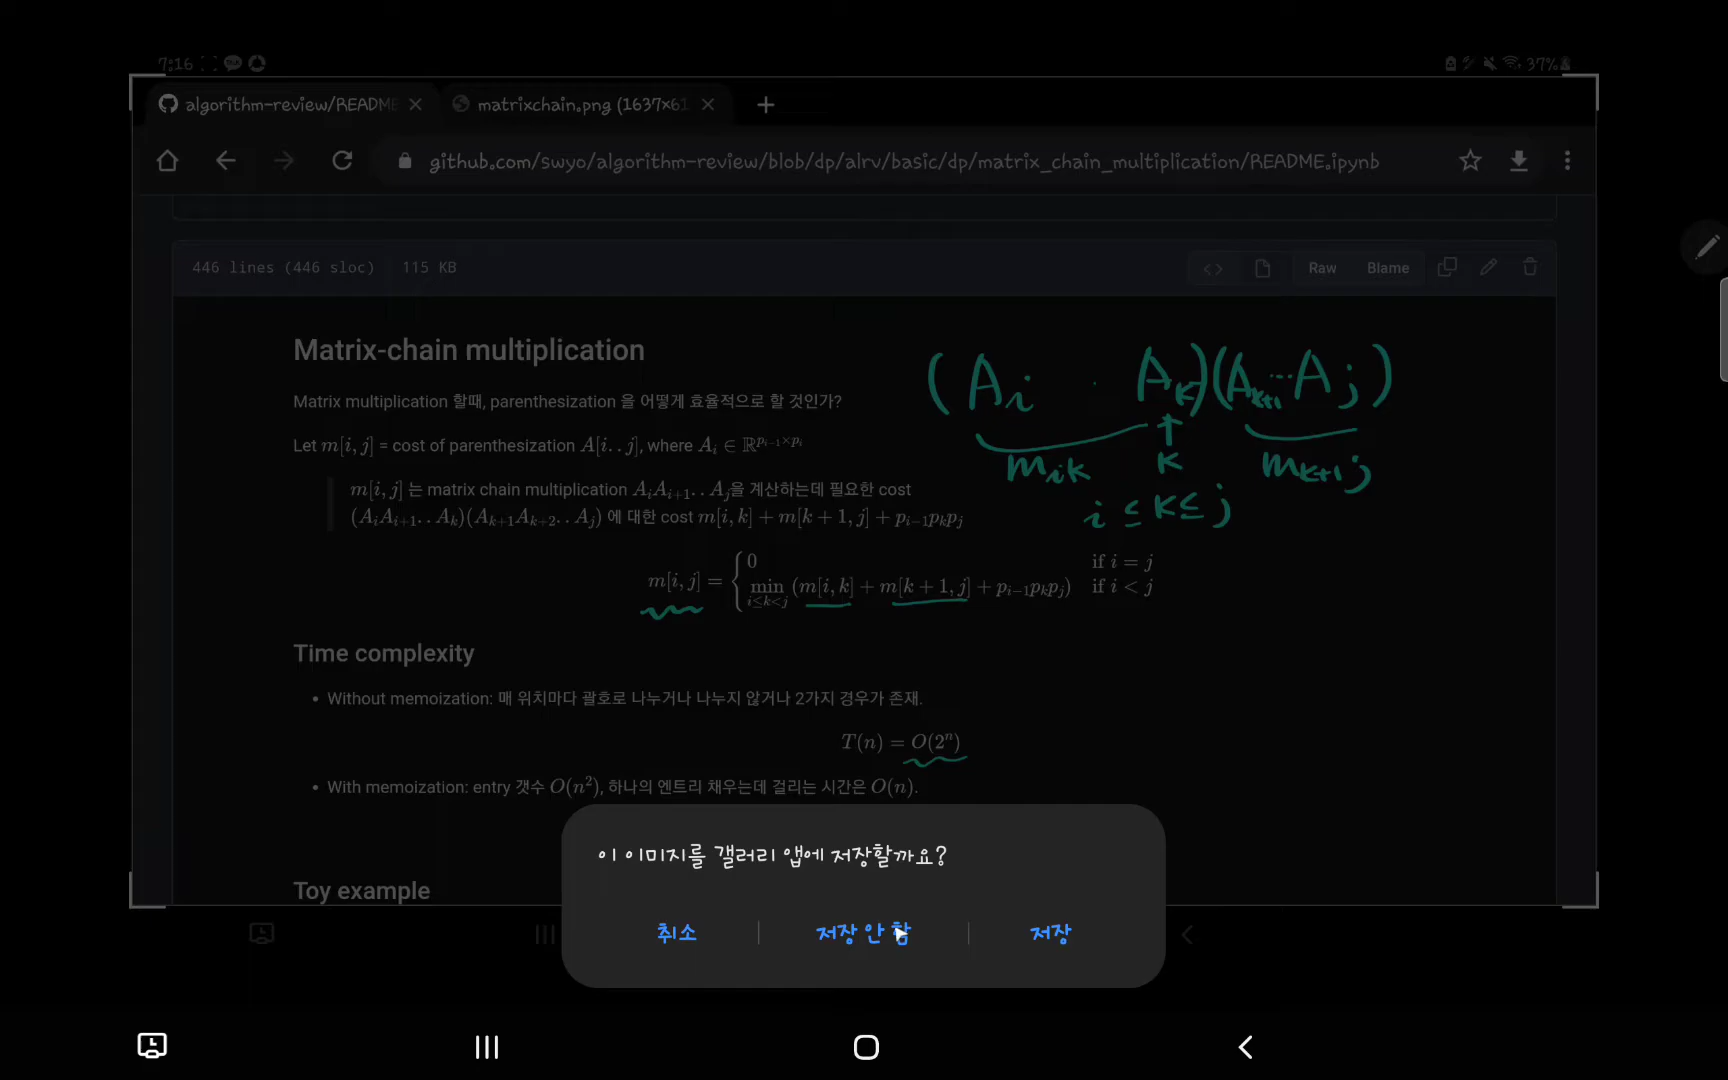 7:16 37%
algorithm-review/README matrixchain.png (1637×61
github.com/swyo/algorithm-review/blob/dp/alrv/basic/dp/matrix_chain_multiplication/README.ipynb
446 lines (446 sloc) 115 KB <> Raw Blame
Matrix-chain multiplication
(A_i · A_k)(A_{k+1} ... A_j)
Matrix multiplication 할때, parenthesization 을 어떻게 효율적으로 할 것인가?
Let m[i, j] = cost of parenthesization A[i. . j], where A_i ∈ ℝ^{p_{i−1}×p_i}
m_{ik} k m_{k+1 j}
m[i, j] 는 matrix chain multiplication A_iA_{i+1}. . A_j을 계산하는데 필요한 cost
i ≤ k ≤ j
(A_iA_{i+1}. . A_k)(A_{k+1}A_{k+2}. . A_j) 에 대한 cost m[i, k] + m[k + 1, j] + p_{i−1}p_kp_j
m[i, j] = { 0 if i = j
min_{i≤k<j} (m[i, k] + m[k + 1, j] + p_{i−1}p_kp_j) if i < j
Time complexity
• Without memoization: 매 위치마다 괄호로 나누거나 나누지 않거나 2가지 경우가 존재.
T(n) = O(2^n)
• With memoization: entry 갯수 O(n^2), 하나의 엔트리 채우는데 걸리는 시간은 O(n).
이 이미지를 갤러리 앱에 저장할까요?
Toy example
취소 저장 안 함 저장